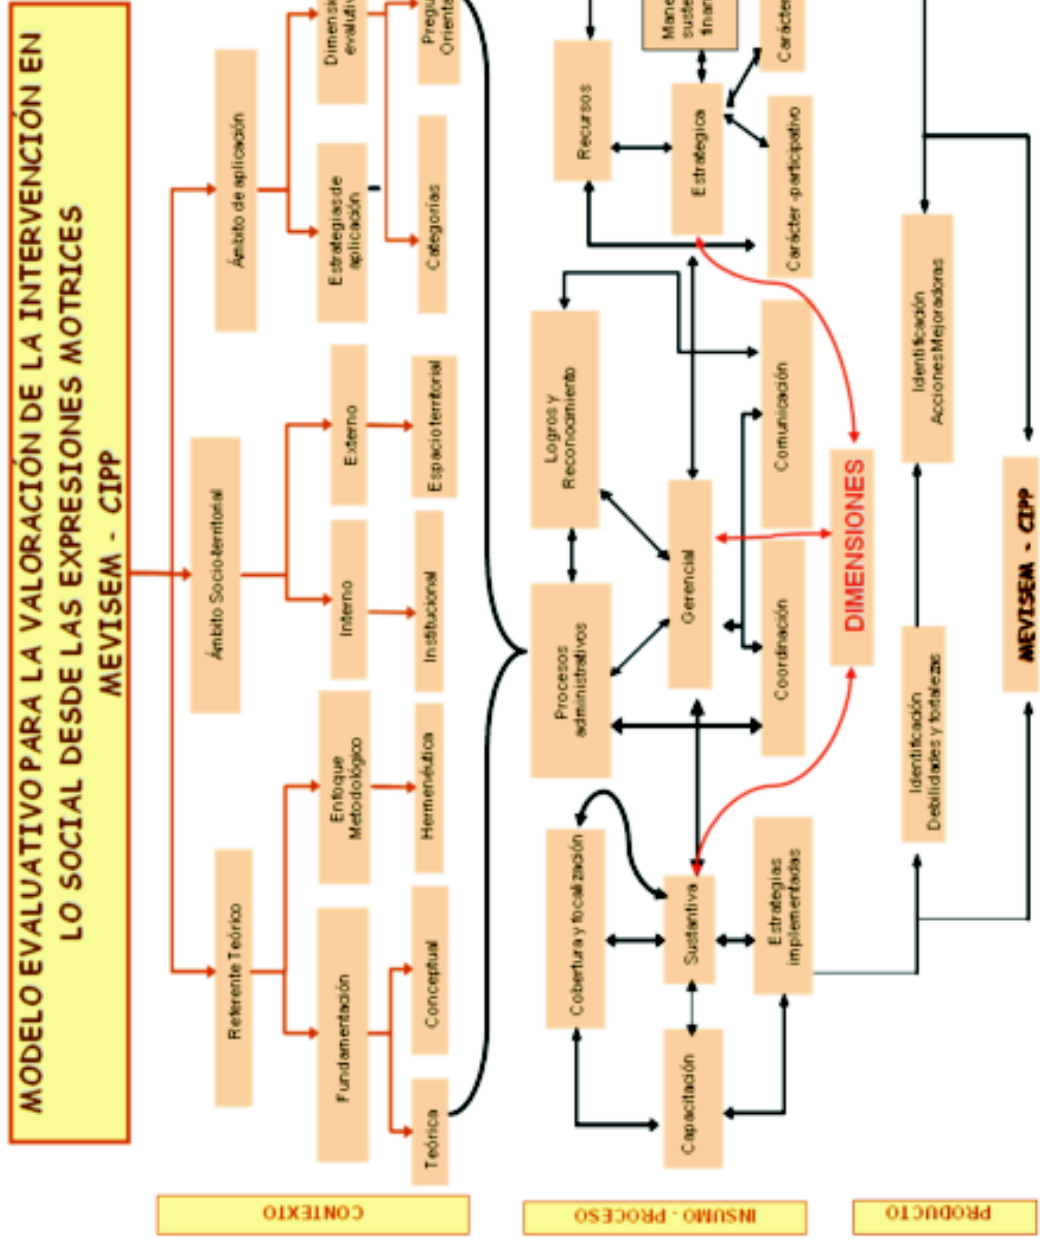 MODELO EVALUATIVO PARA LA VALORACIÓN DE LA INTERVENCIÓN EN
LO SOCIAL DESDE LAS EXPRESIONES MOTRICES
MEVISEM - CIPP
CONTEXTO
Referente Teórico
Ámbito Socio-territorial
Ámbito de aplicación
Fundamentación
Enfoque
Metodológico
Interno
Externo
Estrategias de
aplicación
Teórica
Conceptual
Hermenéutica
Institucional
Espacio territorial
Categorías
INSUMO - PROCESO
Cobertura y focalización
Procesos
administrativos
Logros y
Reconocimiento
Recursos
Capacitación
Sustantiva
Gerencial
Estrategica
Estrategias
implementadas
Coordinación
Comunicación
Carácter -participativo
Carácter
DIMENSIONES
PRODUCTO
Identificación
Debilidades y fortalezas
Identificación
Acciones Mejoradoras
MEVISEM - CIPP